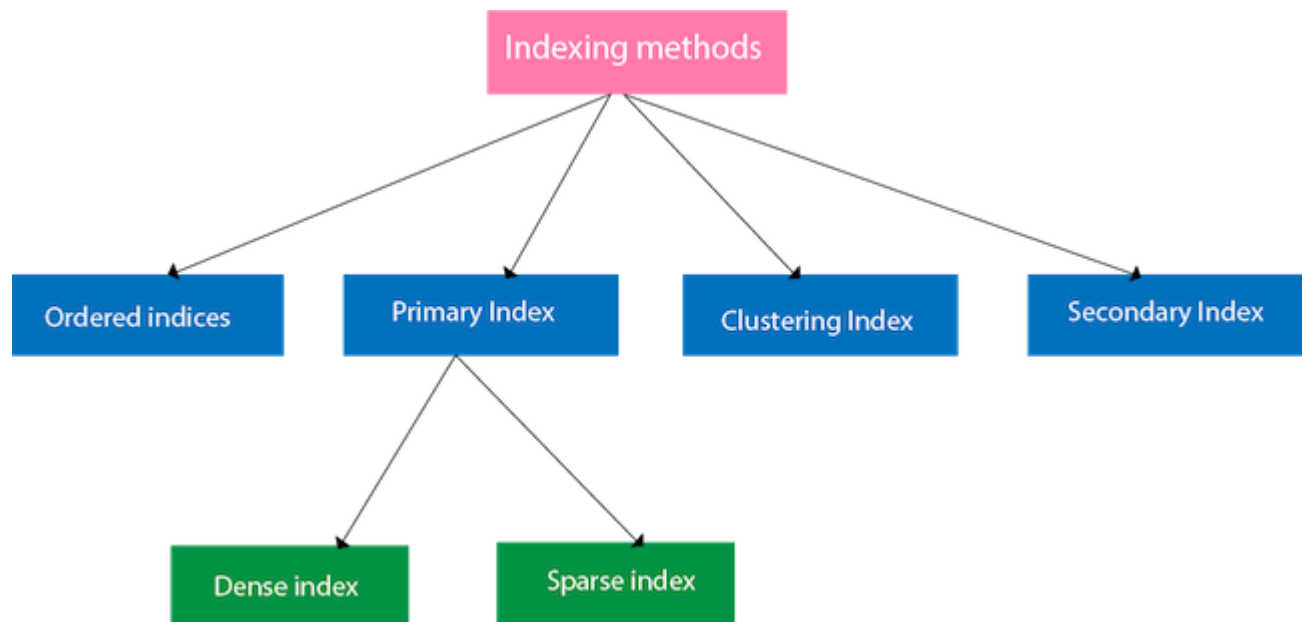 Indexing methods
Ordered indices
Primary Index
Clustering Index
Secondary Index
Dense index
Sparse index